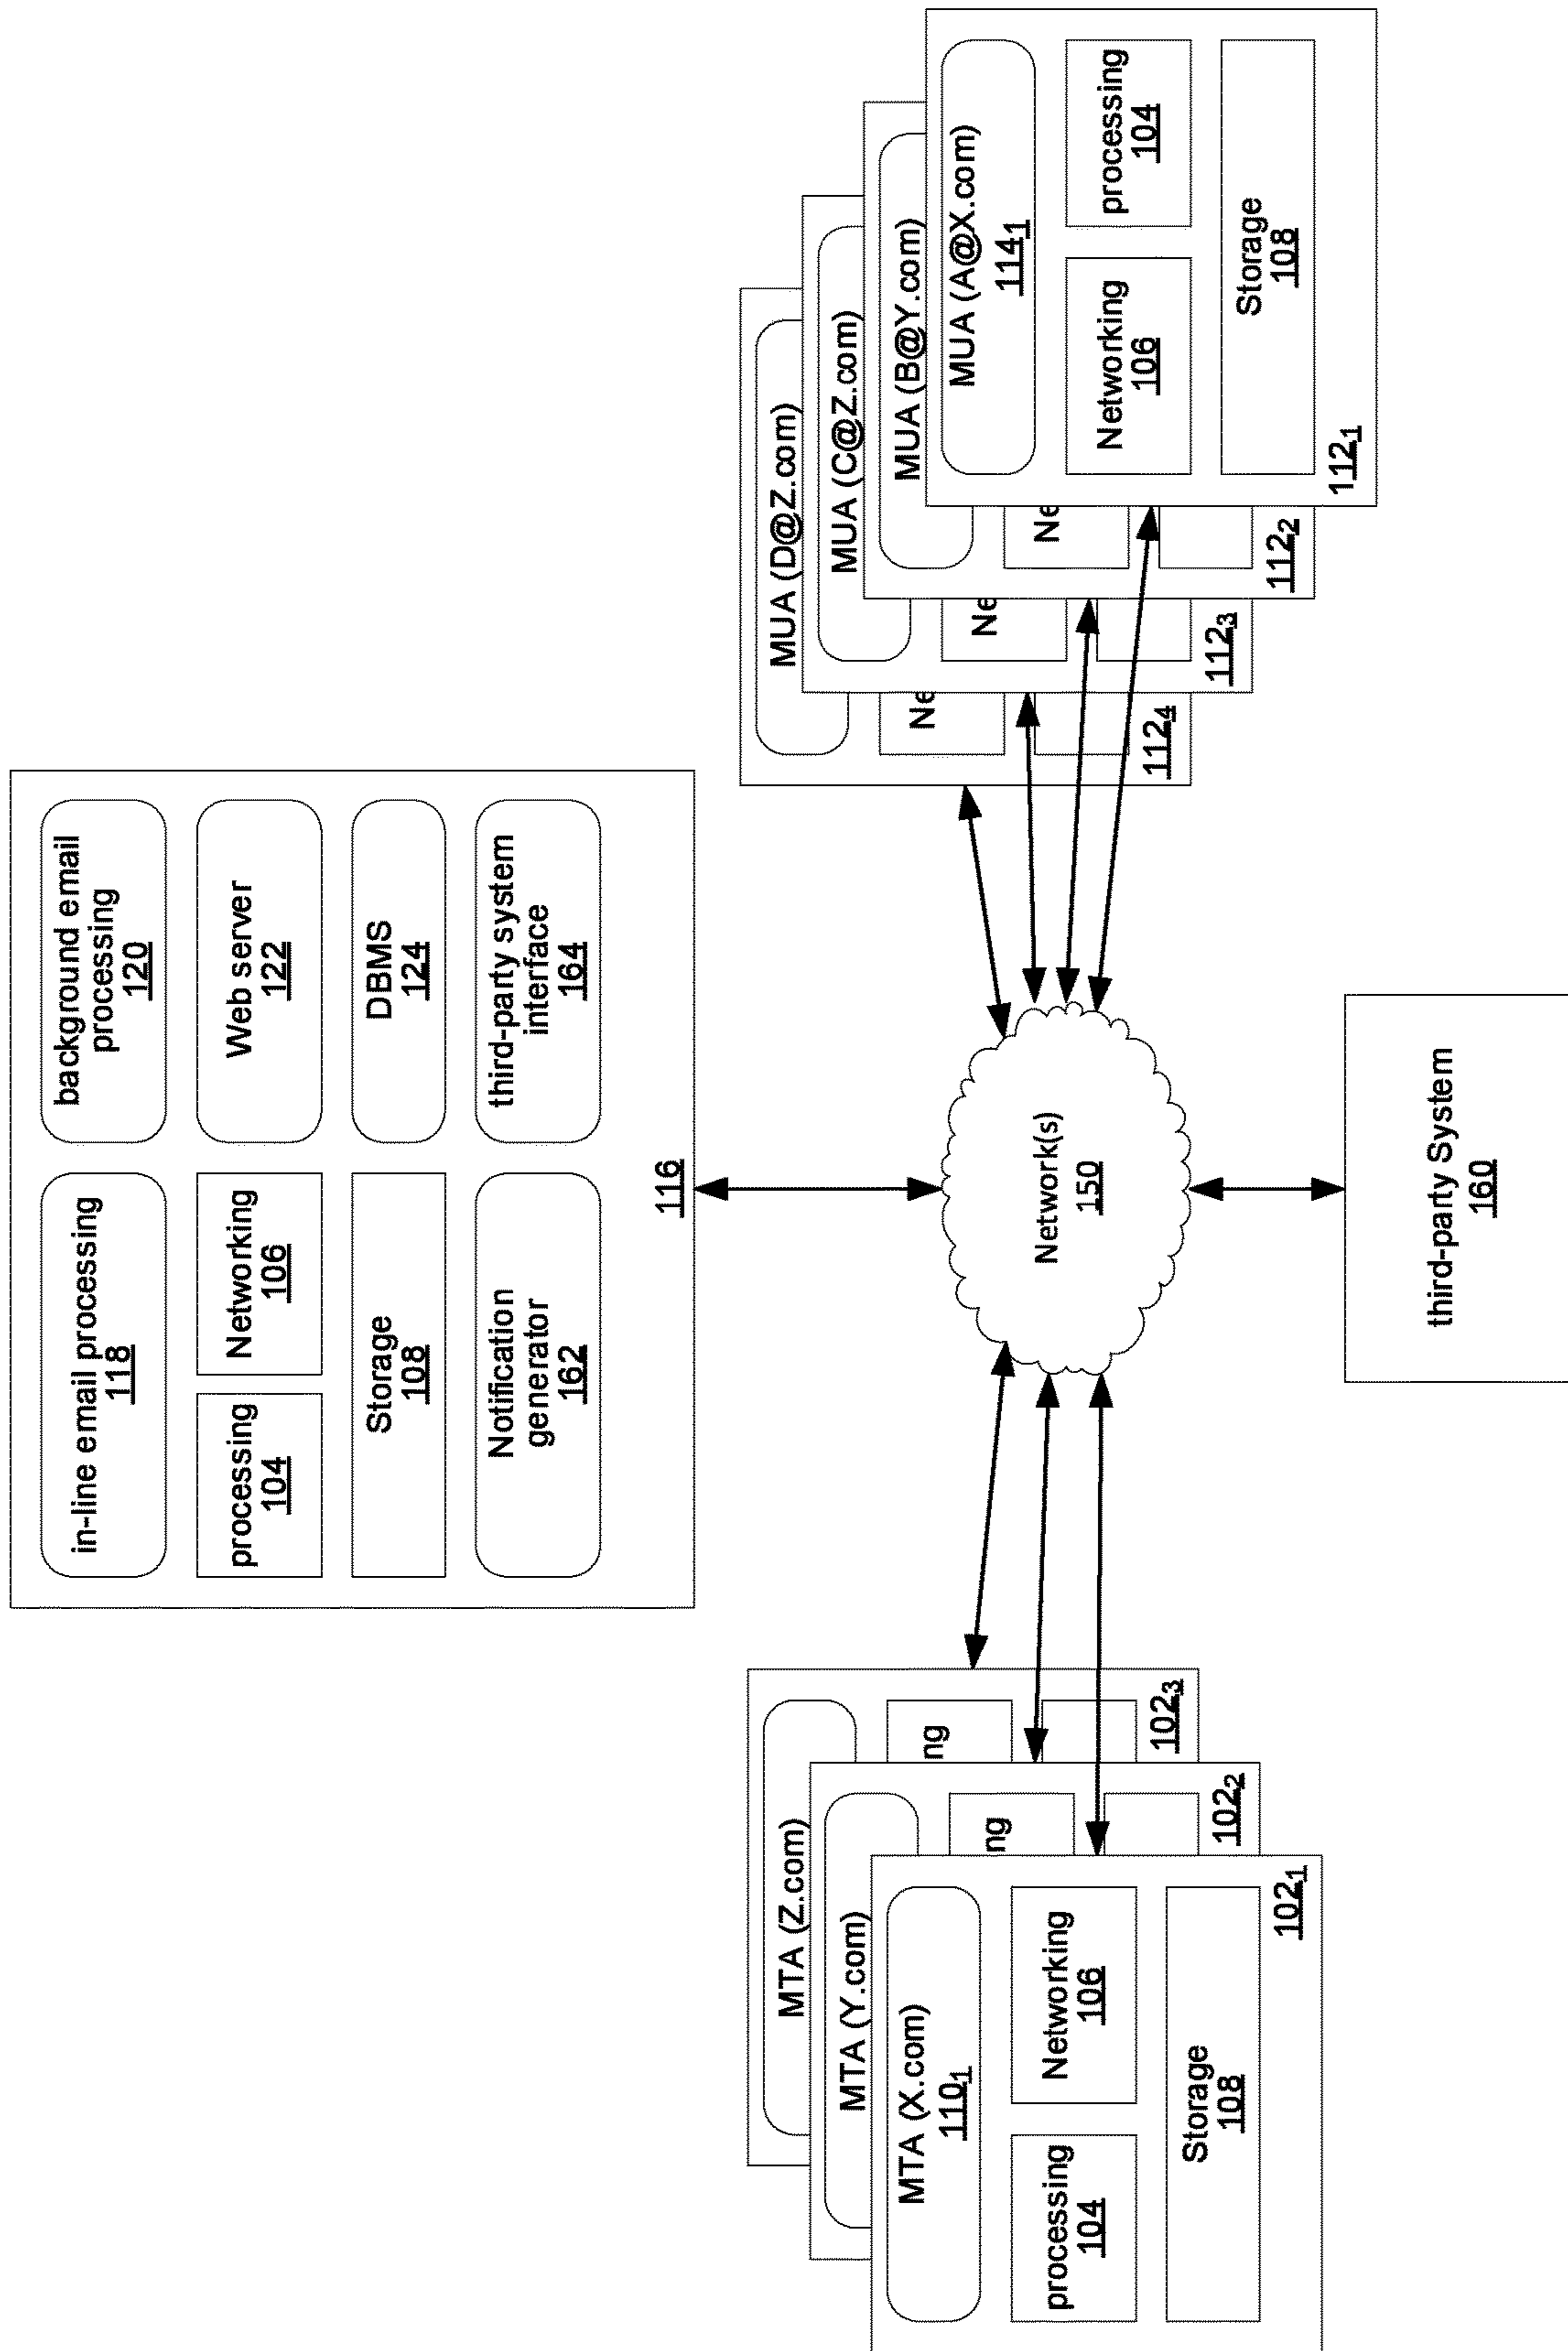 in-line email processing
118
background email
processing
120
processing
104
Networking
106
Web server
122
Storage
108
DBMS
124
Notification
generator
162
third-party system
interface
164
116
MTA (Z.com)
ng
102₃
MTA (Y.com)
ng
102₂
MTA (X.com)
110₁
processing
104
Networking
106
Storage
108
102₁
Network(s)
150
MUA (D@Z.com)
Ne
112₄
MUA (C@Z.com)
Ne
112₃
MUA (B@Y.com)
Ne
112₂
MUA (A@X.com)
114₁
Networking
106
processing
104
Storage
108
112₁
third-party System
160